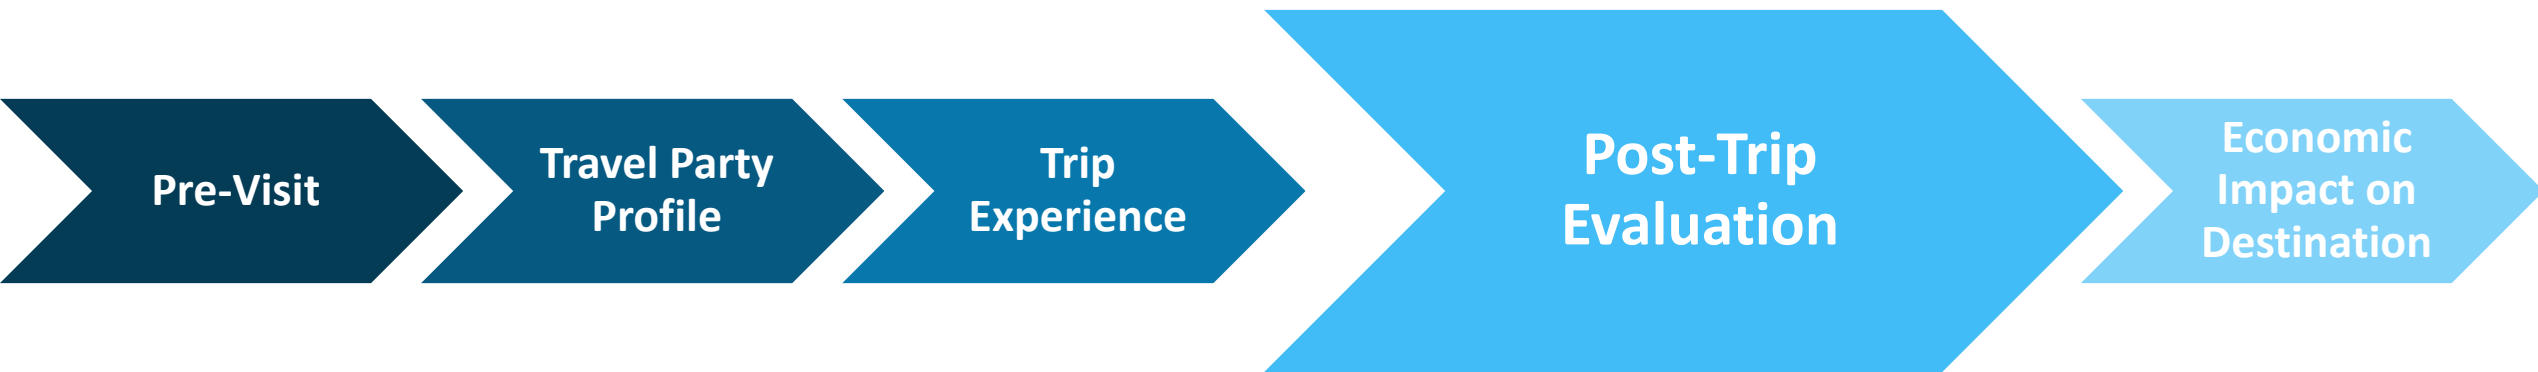 Pre-Visit
Travel Party
Profile
Trip
Experience
Post-Trip
Evaluation
Economic
Impact on
Destination